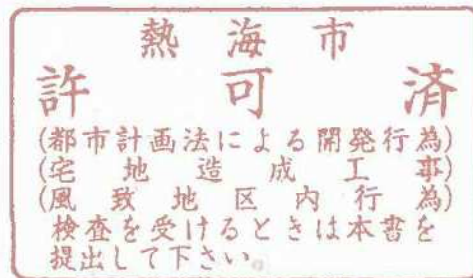 熱海市
許可済
(都市計画法による開発行為)
(宅地造成工事)
(風致地区内行為)
検査を受けるときは本書を
提出して下さい。